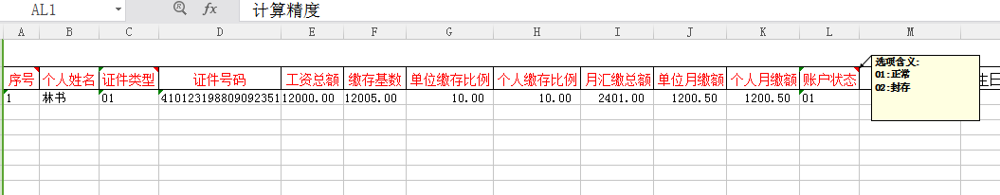 AL1 fx 计算精度
A B C D E F G H I J K L M
序号 个人姓名 证件类型 证件号码 工资总额 缴存基数 单位缴存比例 个人缴存比例 月汇缴总额 单位月缴额 个人月缴额 账户状态
1 林书 01 410123198809092351 12000.00 12005.00 10.00 10.00 2401.00 1200.50 1200.50 01
选项含义:
01:正常
02:封存